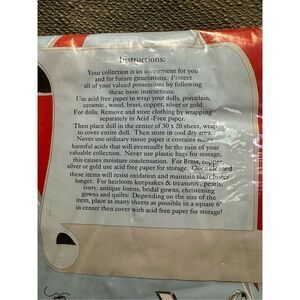 Instructions:
Your collection is an investment for you
and for future generations. Protect
all of your valued possessions by following
these basic instructions:
Use acid free paper to wrap your dolls, porcelain,
ceramic, wood, brass, copper, silver or gold.
For dolls: Remove and store clothing by wrapping
separately in Acid -Free paper.
Then place doll in the center of 30 x 20 sheet, wrap
to cover entire doll. Then store in cool dry area.
Never use ordinary tissue paper it contains many
harmful acids that will eventually be the ruin of your
valuable collection. Never use plastic bags for storage,
this causes moisture condensation. For Brass, copper,
silver or gold use acid free paper for storage. Once cleaned
those items will resist oxidation and maintain their luster
longer. For heirloom keepsakes & treasures , pearls,
ivory, antique linens, bridal gowns, christening
gowns and quilts: Depending on the size of the
item, place as many sheets as possible in a square 6"
in center then cover with acid free paper for storage!